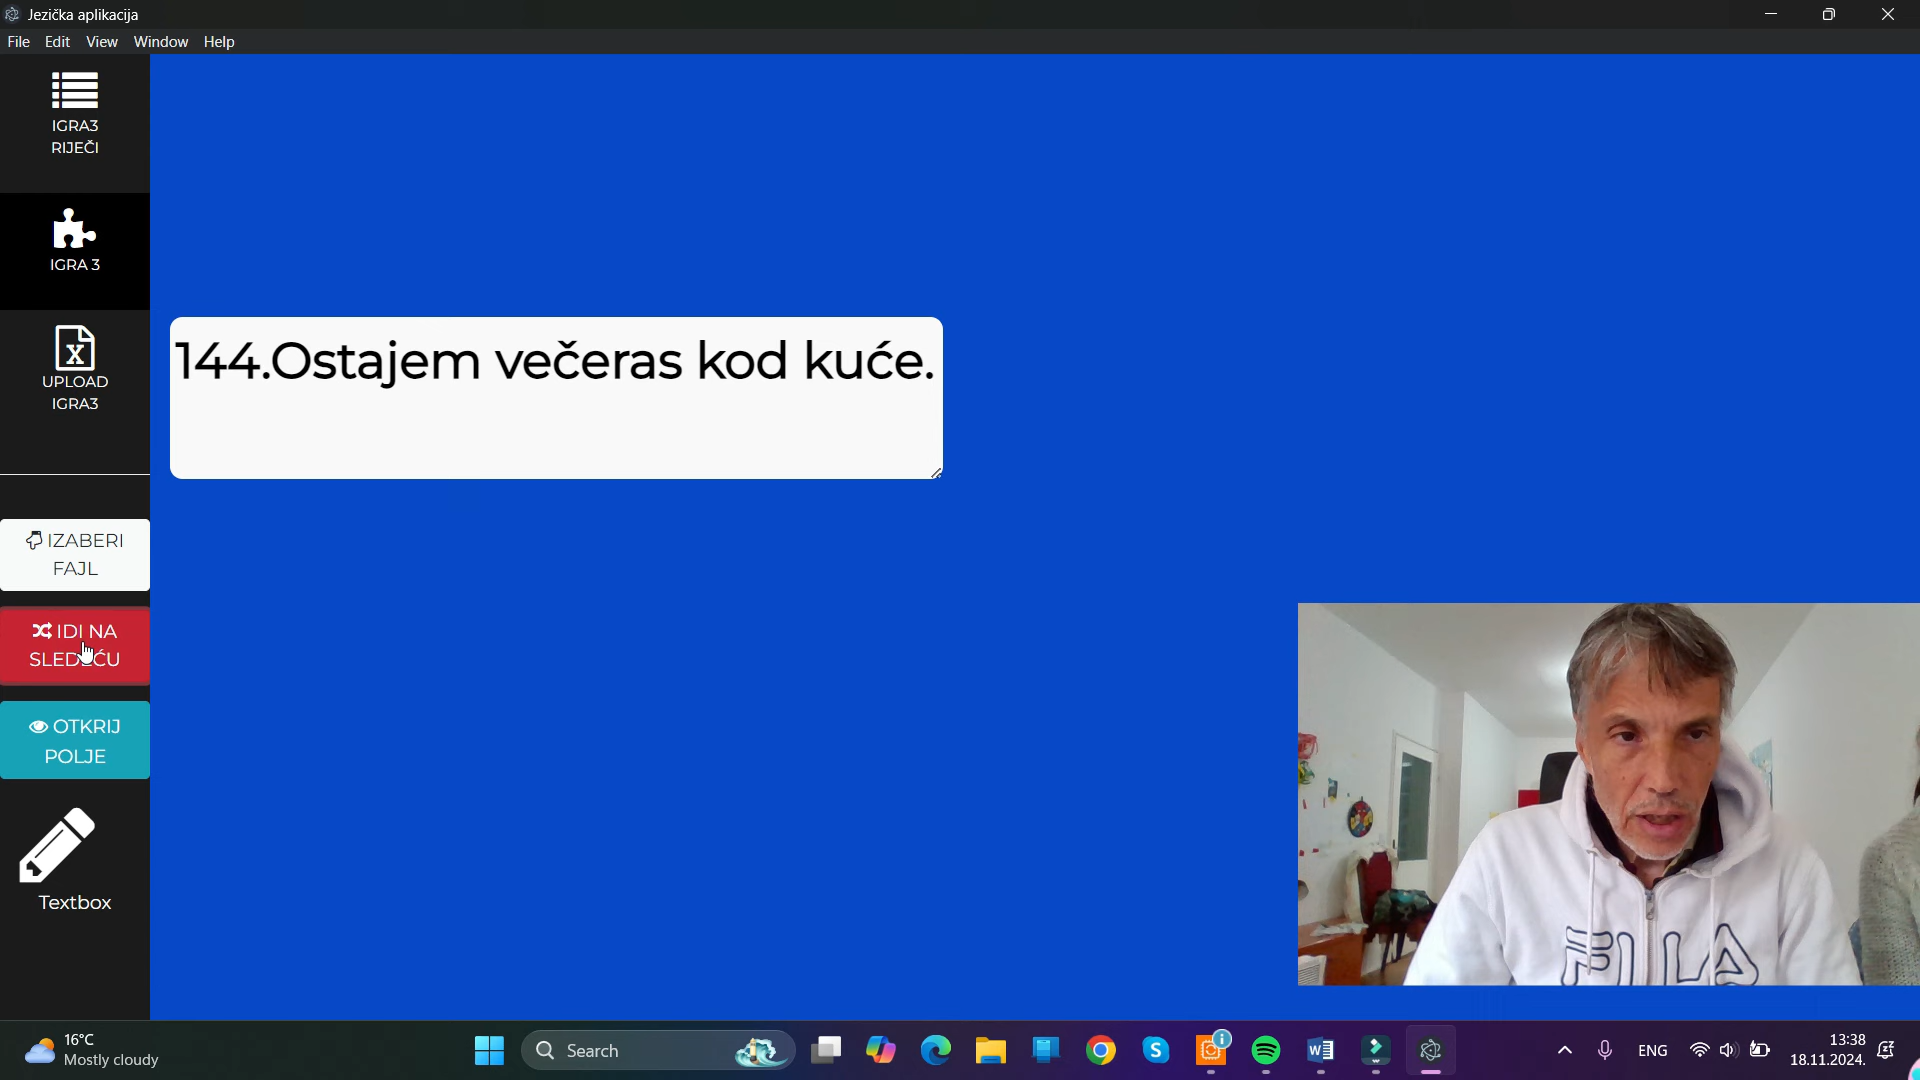 Jezička aplikacija
File Edit View Window Help
IGRA3
RIJEČI
IGRA 3
X
UPLOAD
IGRA3
144.Ostajem večeras kod kuće.
IZABERI
FAJL
IDI NA
SLEDEĆU
OTKRIJ
POLJE
Textbox
FILA
16°C
Mostly cloudy
Search
ENG
13:38
18.11.2024.